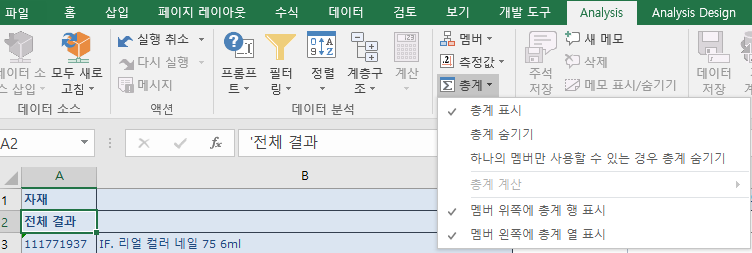 파일 홈 삽입 페이지 레이아웃 수식 데이터 검토 보기 개발 도구 Analysis Analysis Design
데이터 소스 삽입
모두 새로 고침
데이터 소스
실행 취소
다시 실행
메시지
액션
프롬프트
필터링
정렬
계층구조
계산
데이터 분석
멤버
측정값
총계
주석 저장
새 메모
삭제
메모 표시/숨기기
데이터 저장
총계 표시
총계 숨기기
하나의 멤버만 사용할 수 있는 경우 총계 숨기기
총계 계산
멤버 위쪽에 총계 행 표시
멤버 왼쪽에 총계 열 표시
A2 fx '전체 결과
A B
1 자재
2 전체 결과
3 111771937 IF. 리얼 컬러 네일 75 6ml